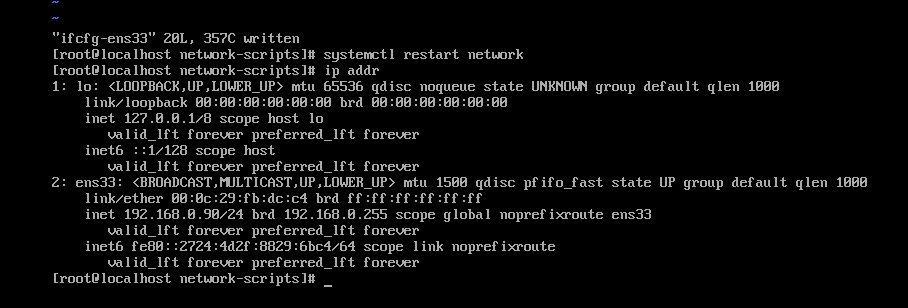 ~
~
"ifcfg-ens33" 20L, 357C written
[root@localhost network-scripts]# systemctl restart network
[root@localhost network-scripts]# ip addr
1: lo: <LOOPBACK,UP,LOWER_UP> mtu 65536 qdisc noqueue state UNKNOWN group default qlen 1000
    link/loopback 00:00:00:00:00:00 brd 00:00:00:00:00:00
    inet 127.0.0.1/8 scope host lo
       valid_lft forever preferred_lft forever
    inet6 ::1/128 scope host
       valid_lft forever preferred_lft forever
2: ens33: <BROADCAST,MULTICAST,UP,LOWER_UP> mtu 1500 qdisc pfifo_fast state UP group default qlen 1000
    link/ether 00:0c:29:fb:dc:c4 brd ff:ff:ff:ff:ff:ff
    inet 192.168.0.90/24 brd 192.168.0.255 scope global noprefixroute ens33
       valid_lft forever preferred_lft forever
    inet6 fe80::2724:4d2f:8829:6bc4/64 scope link noprefixroute
       valid_lft forever preferred_lft forever
[root@localhost network-scripts]# _